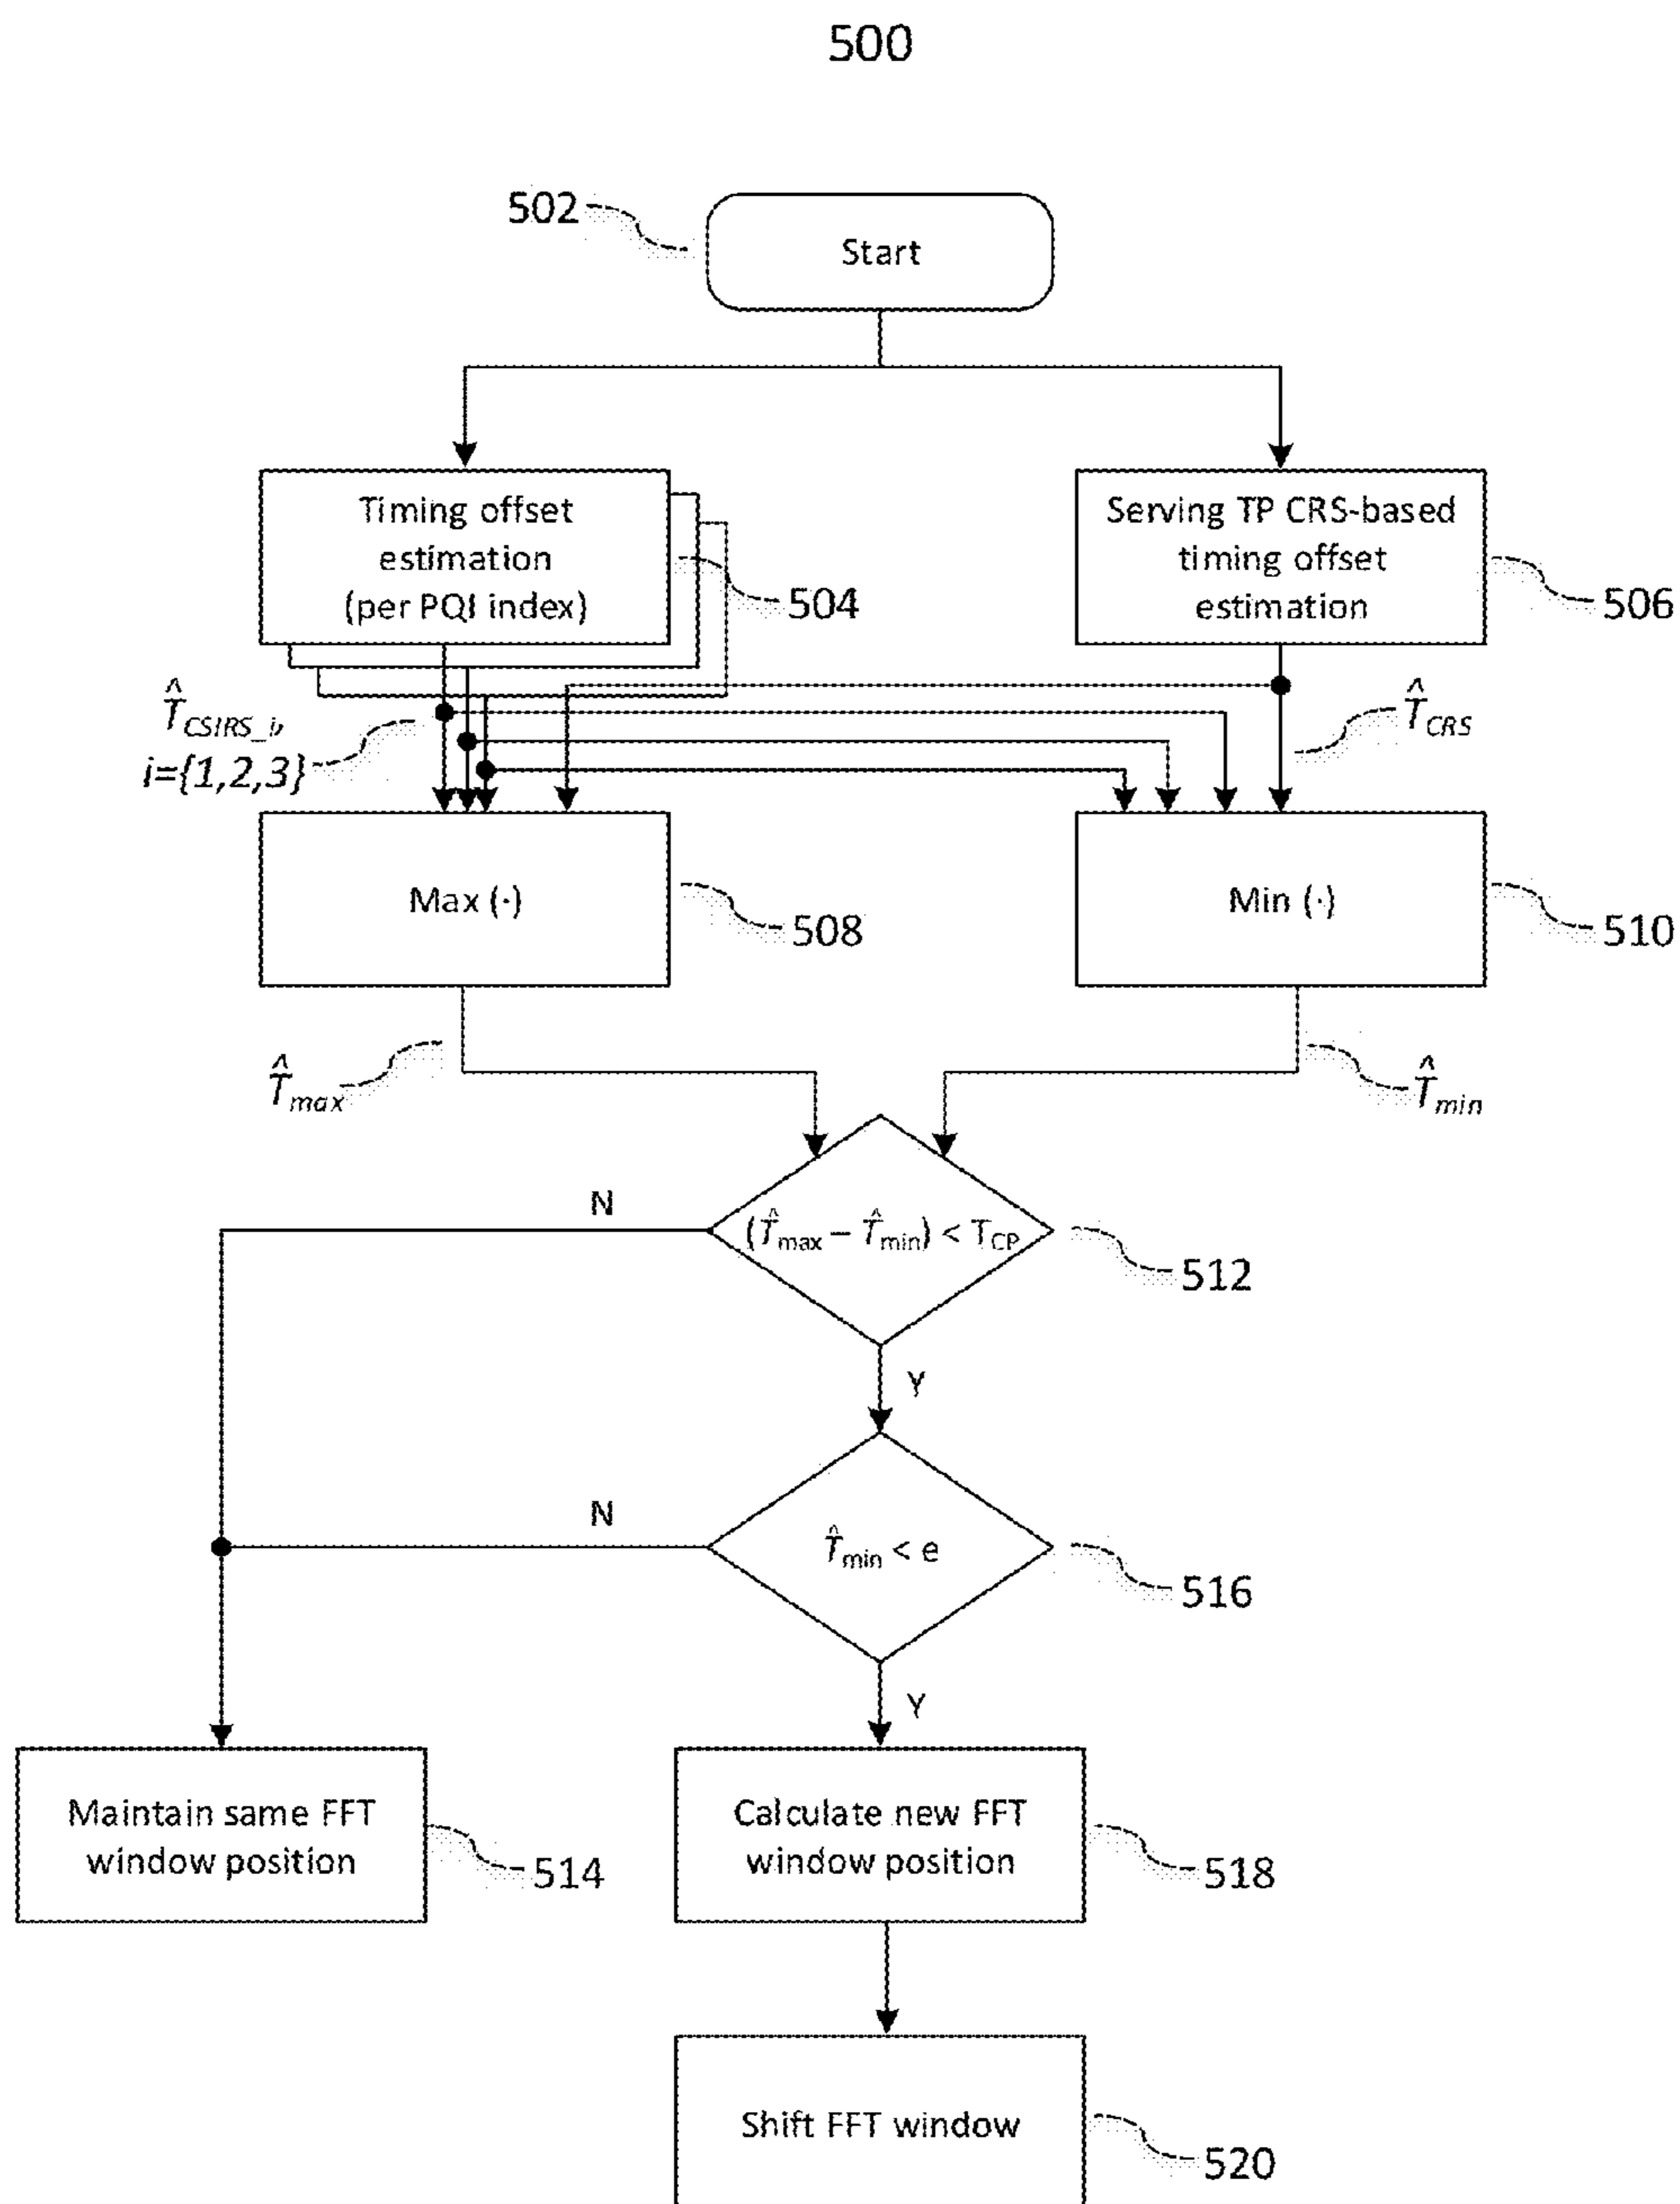 500
502
Start
Timing offset
estimation
(per PQI index)
504
Serving TP CRS-based
timing offset
estimation
506
T̂CSIRS_i,
i={1,2,3}
T̂CRS
Max (·)
508
Min (·)
510
T̂max
T̂min
N
(T̂max – T̂min) < TCP
512
Y
N
T̂min < e
516
Y
Maintain same FFT
window position
514
Calculate new FFT
window position
518
Shift FFT window
520